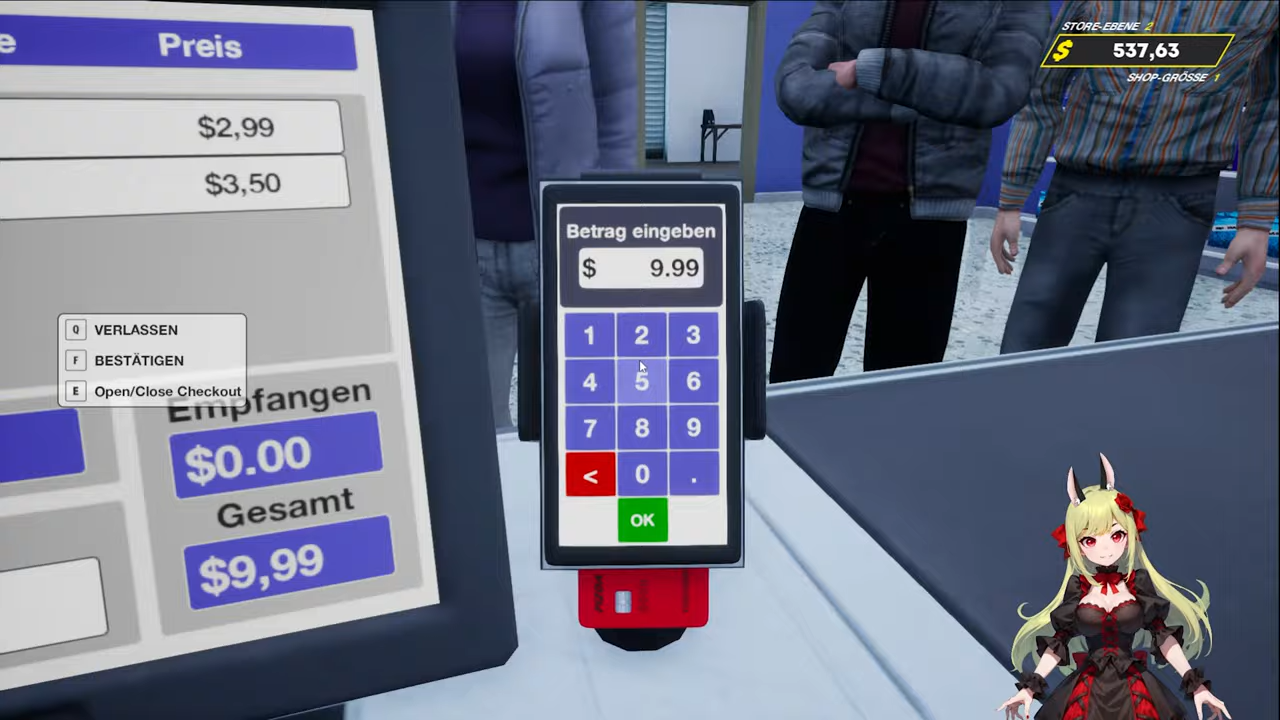 e Preis
$2,99
$3,50
Q VERLASSEN
F BESTÄTIGEN
E Open/Close Checkout
Empfangen
$0.00
Gesamt
$9,99
Betrag eingeben
$ 9.99
1 2 3
4 5 6
7 8 9
< 0 .
OK
STORE-EBENE 2
$ 537,63
SHOP-GRÖSSE 1